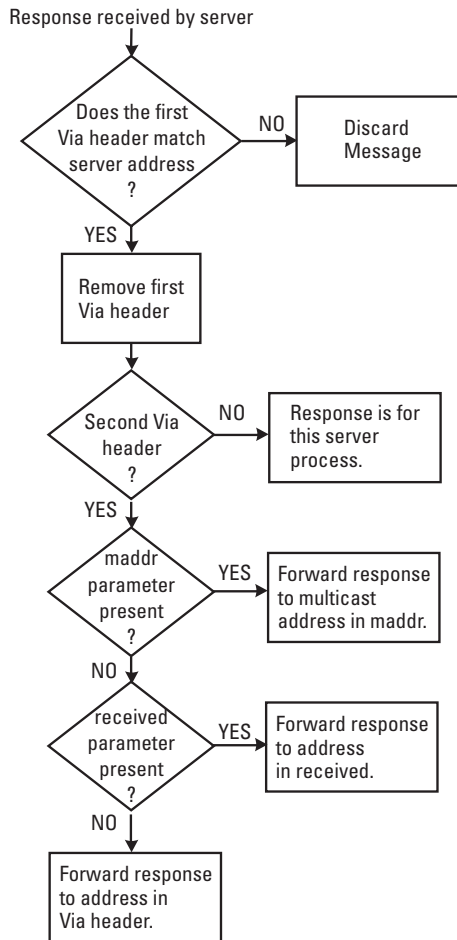 Response received by server
Does the first
Via header match
server address
?
NO
Discard
Message
YES
Remove first
Via header
Second Via
header
?
NO
Response is for
this server
process.
YES
maddr
parameter
present
?
YES
Forward response
to multicast
address in maddr.
NO
received
parameter
present
?
YES
Forward response
to address
in received.
NO
Forward response
to address in
Via header.